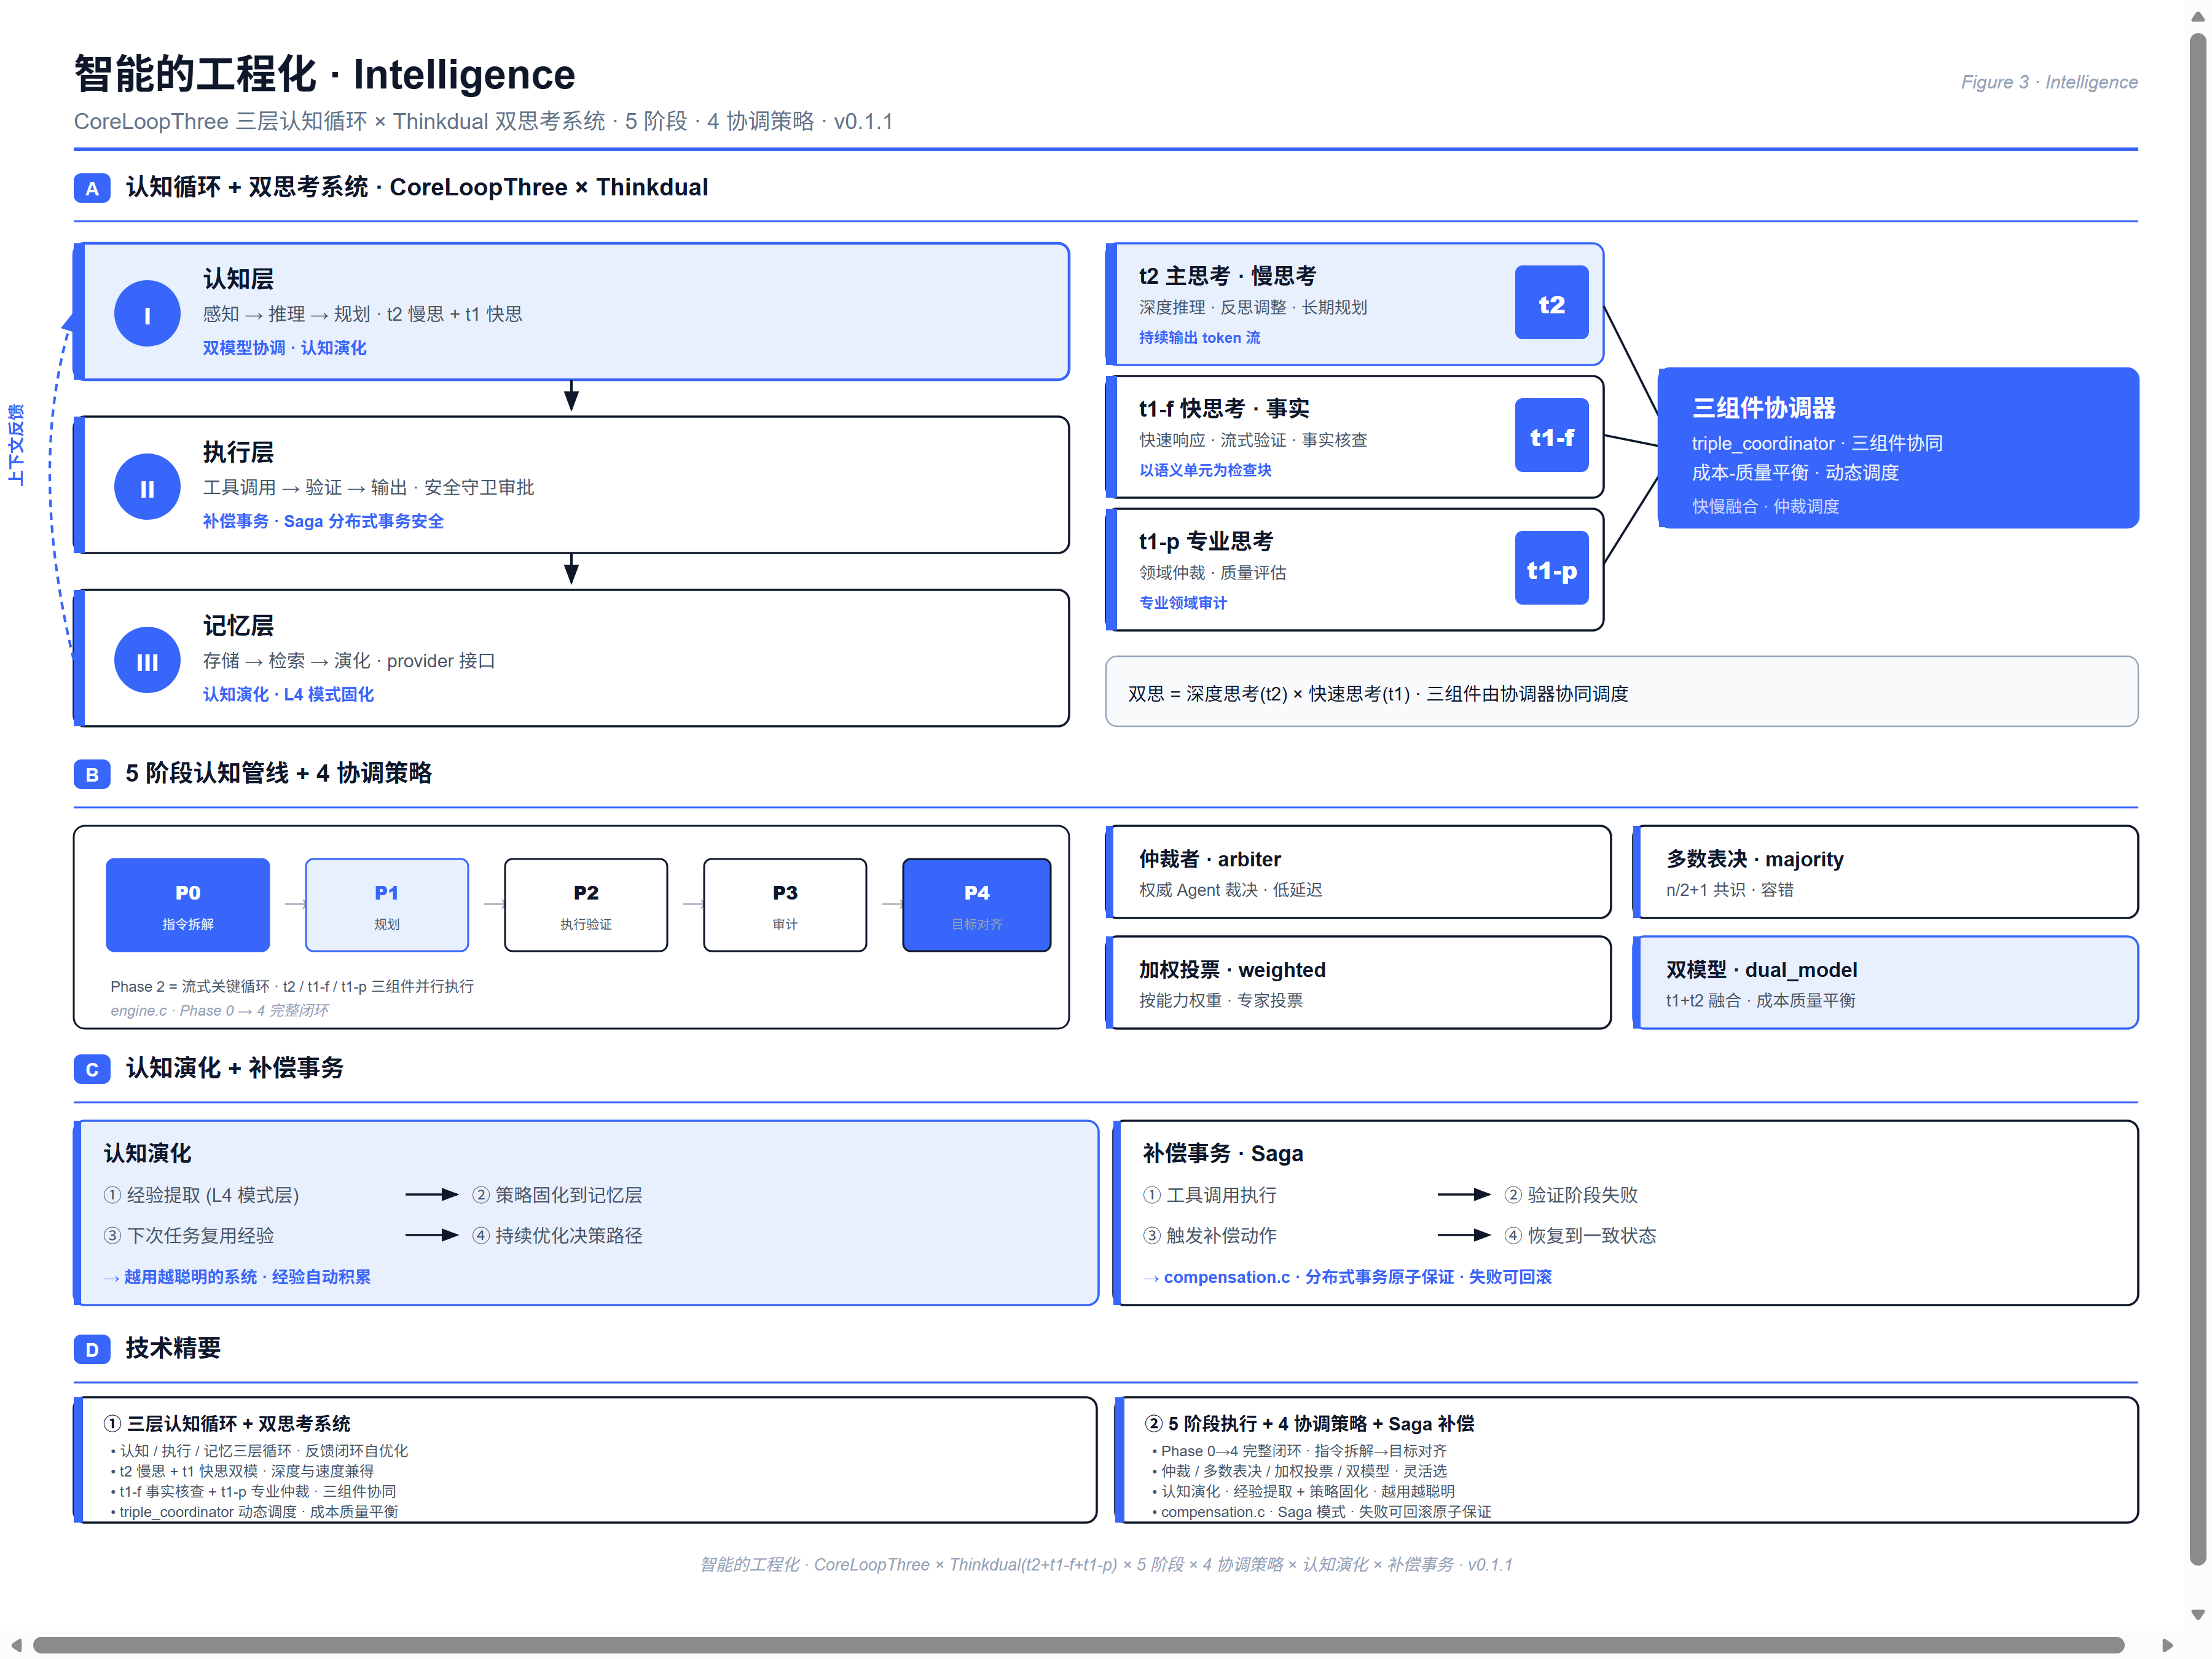 智能的工程化 · Intelligence
Figure 3 · Intelligence
CoreLoopThree 三层认知循环 × Thinkdual 双思考系统 · 5 阶段 · 4 协调策略 · v0.1.1
A 认知循环 + 双思考系统 · CoreLoopThree × Thinkdual
上下文反馈
I
认知层
感知 → 推理 → 规划 · t2 慢思 + t1 快思
双模型协调 · 认知演化
II
执行层
工具调用 → 验证 → 输出 · 安全守卫审批
补偿事务 · Saga 分布式事务安全
III
记忆层
存储 → 检索 → 演化 · provider 接口
认知演化 · L4 模式固化
t2 主思考 · 慢思考
深度推理 · 反思调整 · 长期规划
持续输出 token 流
t2
t1-f 快思考 · 事实
快速响应 · 流式验证 · 事实核查
以语义单元为检查块
t1-f
t1-p 专业思考
领域仲裁 · 质量评估
专业领域审计
t1-p
三组件协调器
triple_coordinator · 三组件协同
成本-质量平衡 · 动态调度
快慢融合 · 仲裁调度
双思 = 深度思考(t2) × 快速思考(t1) · 三组件由协调器协同调度
B 5 阶段认知管线 + 4 协调策略
P0
指令拆解
→
P1
规划
→
P2
执行验证
→
P3
审计
→
P4
目标对齐
Phase 2 = 流式关键循环 · t2 / t1-f / t1-p 三组件并行执行
engine.c · Phase 0 → 4 完整闭环
仲裁者 · arbiter
权威 Agent 裁决 · 低延迟
多数表决 · majority
n/2+1 共识 · 容错
加权投票 · weighted
按能力权重 · 专家投票
双模型 · dual_model
t1+t2 融合 · 成本质量平衡
C 认知演化 + 补偿事务
认知演化
① 经验提取 (L4 模式层) ② 策略固化到记忆层
③ 下次任务复用经验 ④ 持续优化决策路径
→ 越用越聪明的系统 · 经验自动积累
补偿事务 · Saga
① 工具调用执行 ② 验证阶段失败
③ 触发补偿动作 ④ 恢复到一致状态
→ compensation.c · 分布式事务原子保证 · 失败可回滚
D 技术精要
① 三层认知循环 + 双思考系统
• 认知 / 执行 / 记忆三层循环 · 反馈闭环自优化
• t2 慢思 + t1 快思双模 · 深度与速度兼得
• t1-f 事实核查 + t1-p 专业仲裁 · 三组件协同
• triple_coordinator 动态调度 · 成本质量平衡
② 5 阶段执行 + 4 协调策略 + Saga 补偿
• Phase 0→4 完整闭环 · 指令拆解→目标对齐
• 仲裁 / 多数表决 / 加权投票 / 双模型 · 灵活选
• 认知演化 · 经验提取 + 策略固化 · 越用越聪明
• compensation.c · Saga 模式 · 失败可回滚原子保证
智能的工程化 · CoreLoopThree × Thinkdual(t2+t1-f+t1-p) × 5 阶段 × 4 协调策略 × 认知演化 × 补偿事务 · v0.1.1